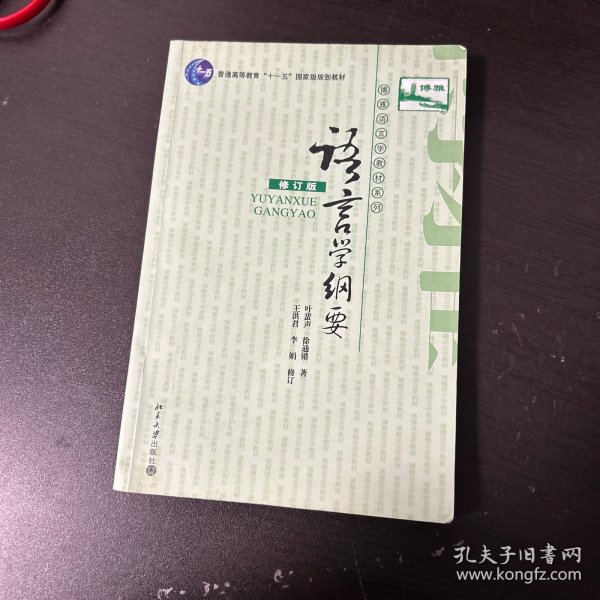 十一五
普通高等教育“十一五”国家级规划教材
博雅
博雅语言学教材系列
语言学纲要
修订版
YUYANXUE
GANGYAO
叶蜚声 徐通锵 著
王洪君 李娟 修订
北京大学出版社
孔夫子旧书网
www.kongfz.com